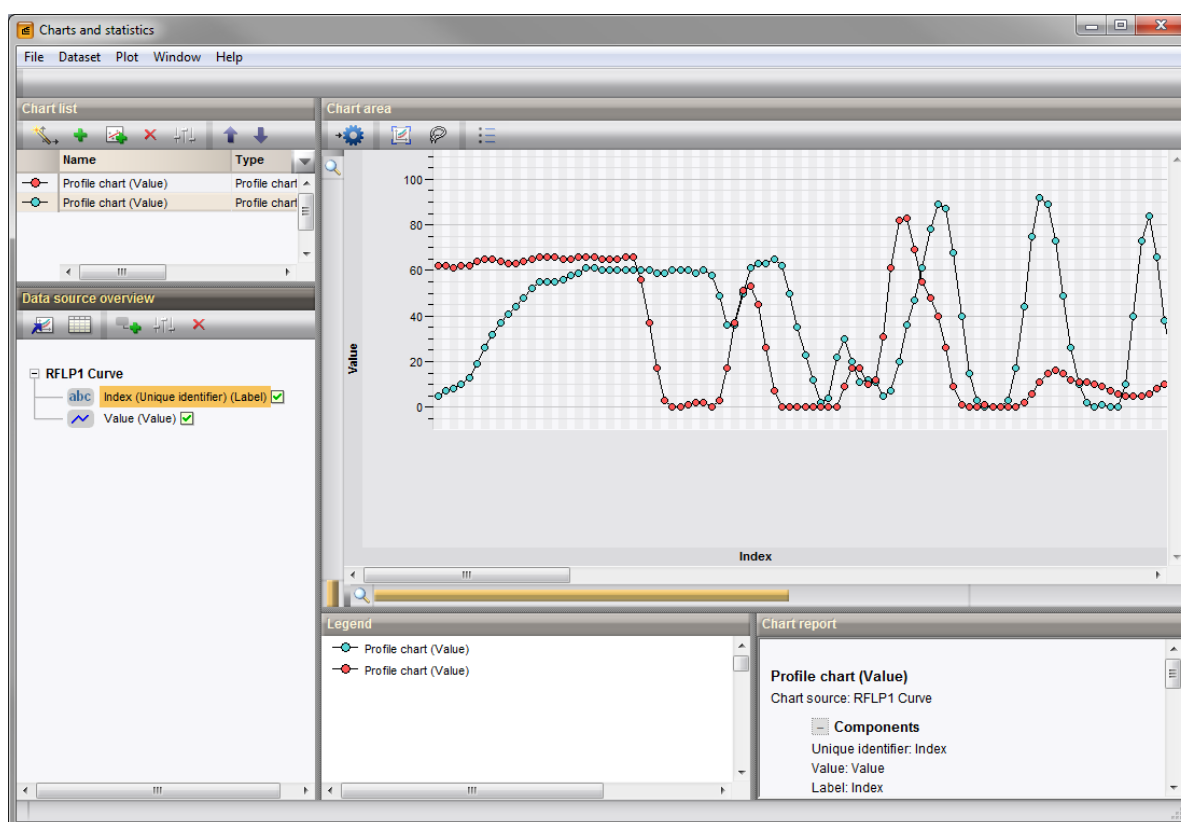 Charts and statistics
File Dataset Plot Window Help
Chart list
Name Type
Profile chart (Value) Profile chart
Profile chart (Value) Profile chart
Data source overview
RFLP1 Curve
abc Index (Unique identifier) (Label)
Value (Value)
Chart area
100
80
60
40
20
0
Value
Index
Legend
Profile chart (Value)
Profile chart (Value)
Chart report
Profile chart (Value)
Chart source: RFLP1 Curve
Components
Unique identifier: Index
Value: Value
Label: Index